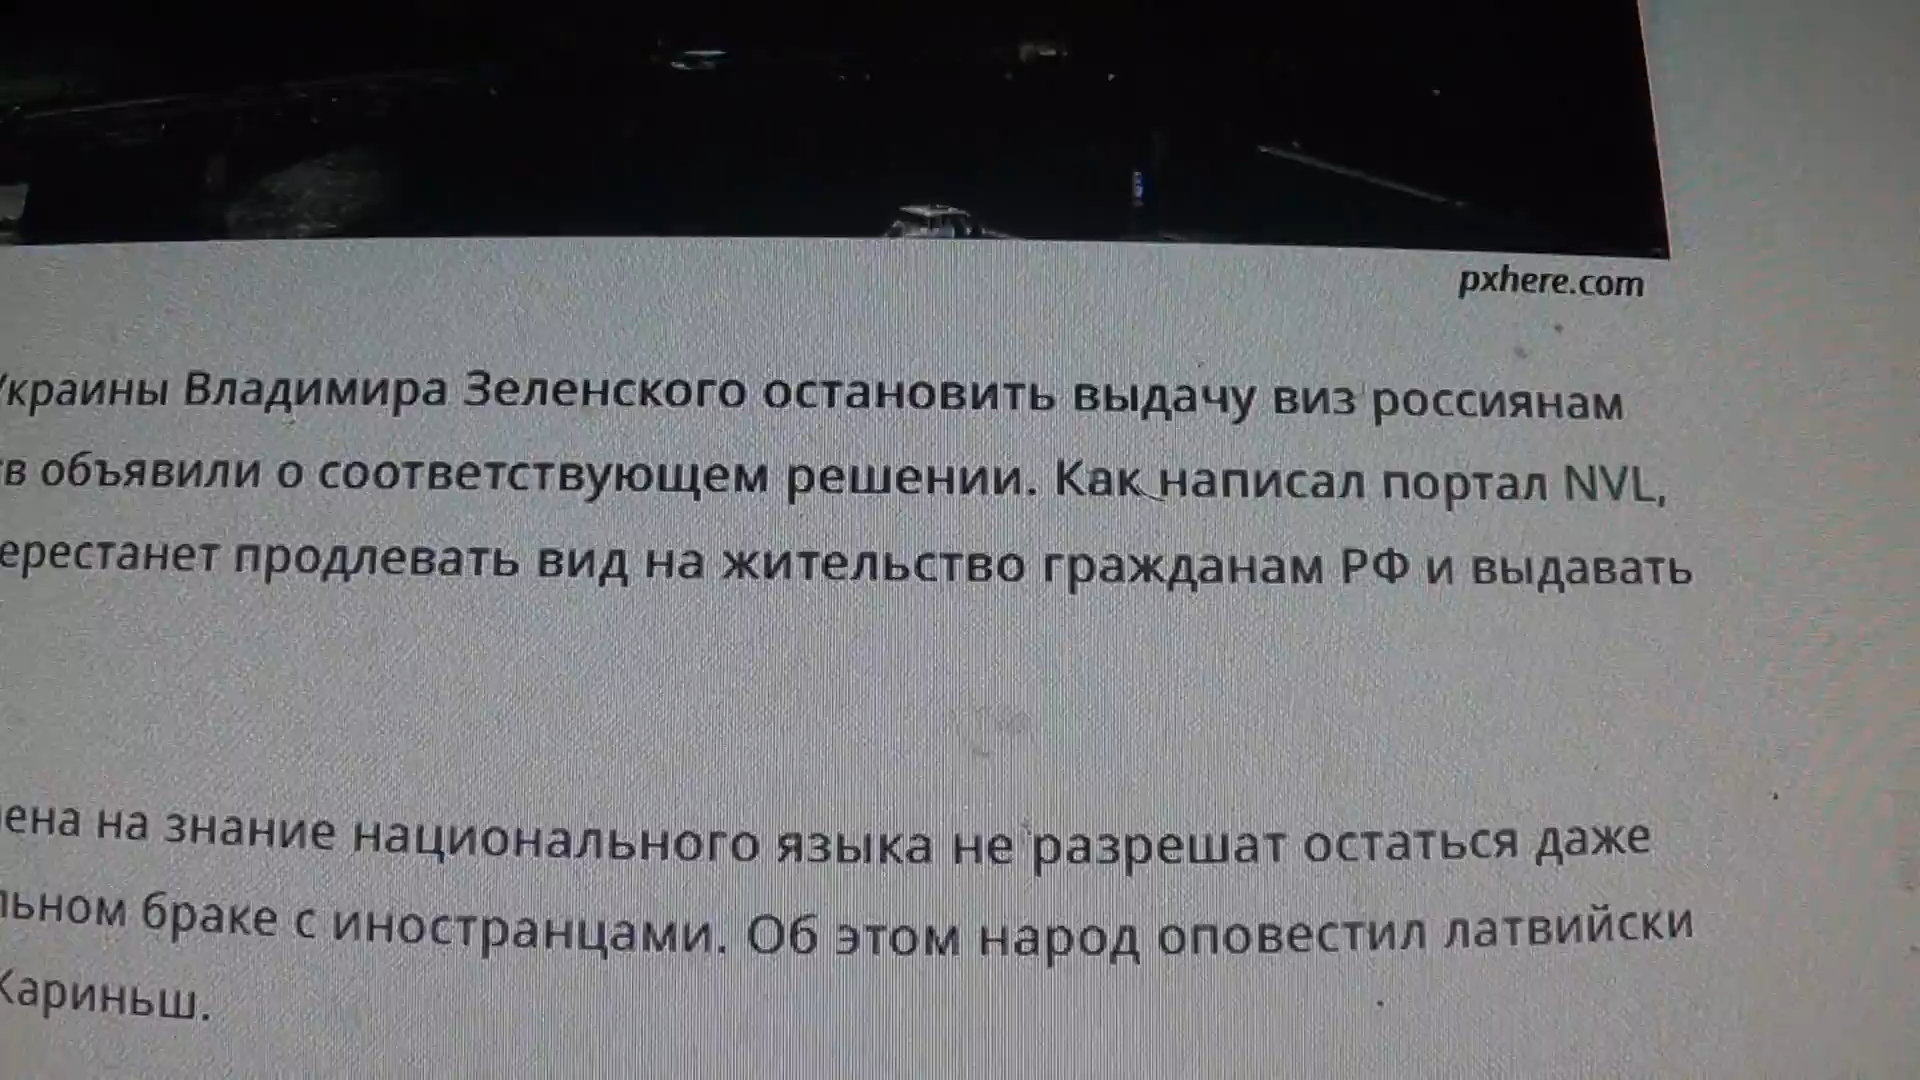 pxhere.com
Украины Владимира Зеленского остановить выдачу виз россиянам
в объявили о соответствующем решении. Как написал портал NVL,
ерестанет продлевать вид на жительство гражданам РФ и выдавать
ена на знание национального языка не разрешат остаться даже
льном браке с иностранцами. Об этом народ оповестил латвийски
Кариньш.